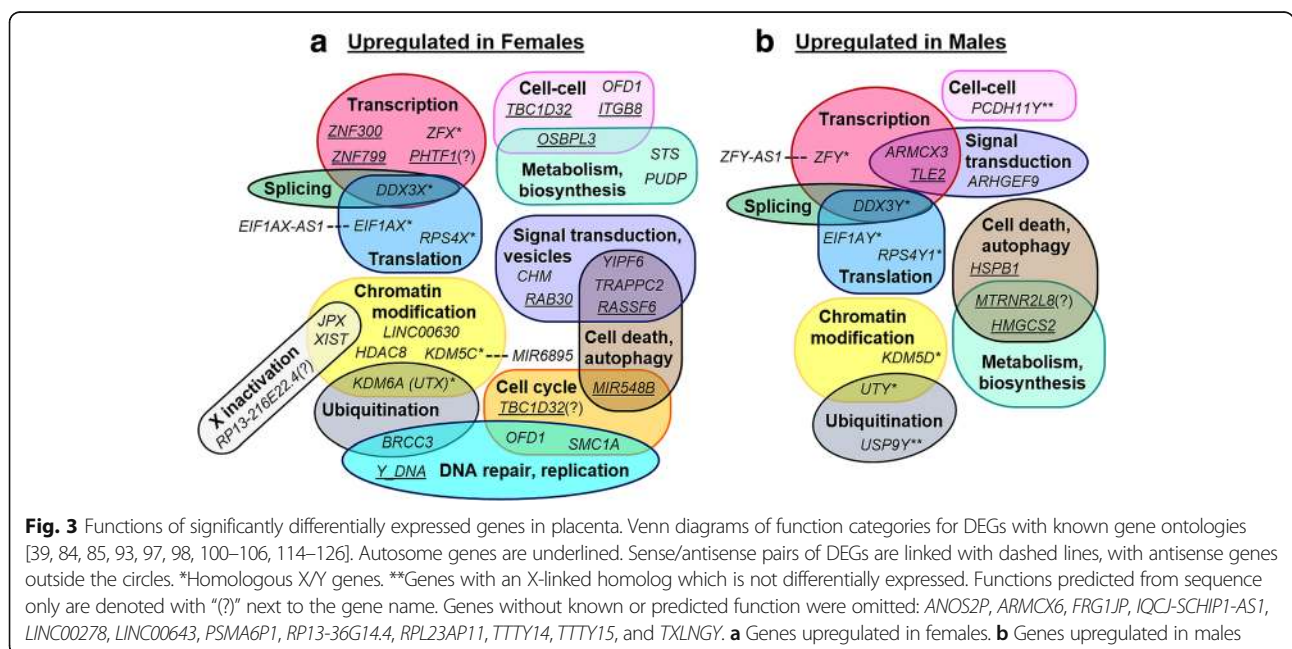 a Upregulated in Females
Transcription
ZNF300 ZFX*
ZNF799 PHTF1(?)
Splicing DDX3X*
EIF1AX-AS1 --- EIF1AX*
RPS4X*
Translation
Cell-cell OFD1
TBC1D32 ITGB8
OSBPL3
Metabolism, biosynthesis
STS
PUDP
Signal transduction,
vesicles YIPF6
CHM TRAPPC2
RAB30 RASSF6
Cell death,
autophagy
MIR548B
Chromatin
modification
JPX LINC00630
XIST
HDAC8 KDM5C* --- MIR6895
X inactivation
RP13-216E22.4(?)
KDM6A (UTX)*
Ubiquitination
Cell cycle
TBC1D32(?)
BRCC3 OFD1 SMC1A
Y_DNA DNA repair, replication
b Upregulated in Males
Cell-cell
PCDH11Y**
Transcription
ZFY-AS1 --- ZFY* ARMCX3
TLE2
Signal
transduction
ARHGEF9
Splicing DDX3Y*
EIF1AY*
RPS4Y1*
Translation
Cell death,
autophagy
HSPB1
MTRNR2L8(?)
HMGCS2
Metabolism,
biosynthesis
Chromatin
modification
KDM5D*
UTY*
Ubiquitination
USP9Y**
Fig. 3 Functions of significantly differentially expressed genes in placenta. Venn diagrams of function categories for DEGs with known gene ontologies
[39, 84, 85, 93, 97, 98, 100–106, 114–126]. Autosome genes are underlined. Sense/antisense pairs of DEGs are linked with dashed lines, with antisense genes
outside the circles. *Homologous X/Y genes. **Genes with an X-linked homolog which is not differentially expressed. Functions predicted from sequence
only are denoted with "(?)" next to the gene name. Genes without known or predicted function were omitted: ANOS2P, ARMCX6, FRG1JP, IQCJ-SCHIP1-AS1,
LINC00278, LINC00643, PSMA6P1, RP13-36G14.4, RPL23AP11, TTTY14, TTTY15, and TXLNGY. a Genes upregulated in females. b Genes upregulated in males